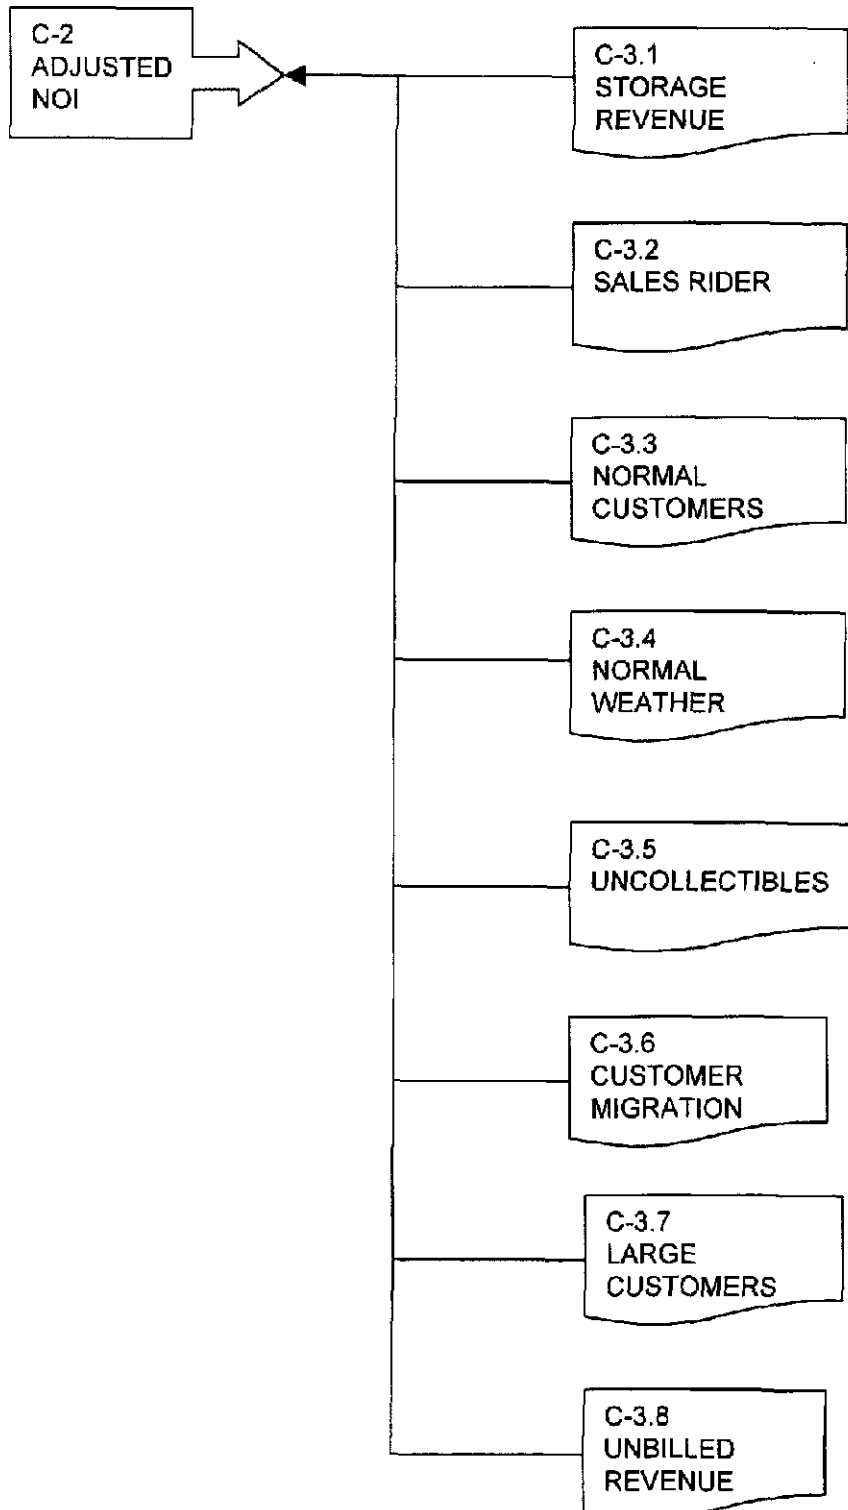 C-2
ADJUSTED
NOI
C-3.1
STORAGE
REVENUE
C-3.2
SALES RIDER
C-3.3
NORMAL
CUSTOMERS
C-3.4
NORMAL
WEATHER
C-3.5
UNCOLLECTIBLES
C-3.6
CUSTOMER
MIGRATION
C-3.7
LARGE
CUSTOMERS
C-3.8
UNBILLED
REVENUE